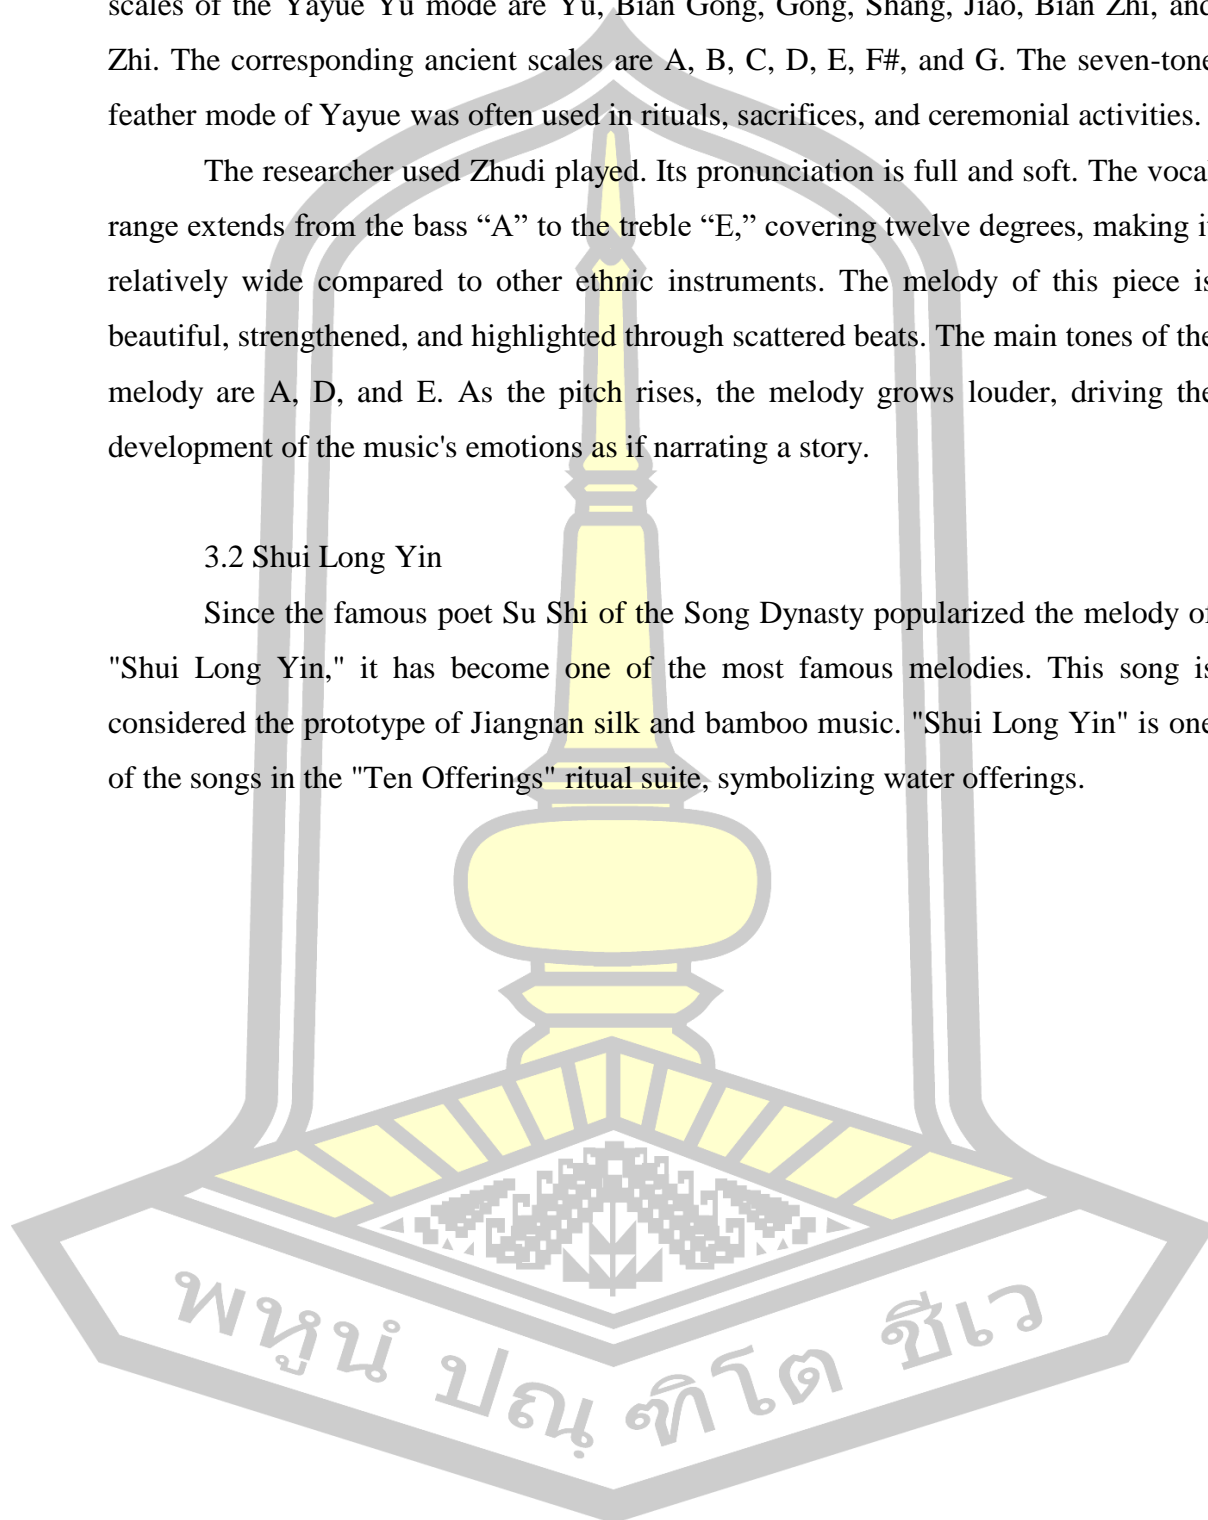 scales of the Yayue Yu mode are Yu, Bian Gong, Gong, Shang, Jiao, Bian Zhi, and
Zhi. The corresponding ancient scales are A, B, C, D, E, F#, and G. The seven-tone
feather mode of Yayue was often used in rituals, sacrifices, and ceremonial activities.
The researcher used Zhudi played. Its pronunciation is full and soft. The vocal
range extends from the bass “A” to the treble “E,” covering twelve degrees, making it
relatively wide compared to other ethnic instruments. The melody of this piece is
beautiful, strengthened, and highlighted through scattered beats. The main tones of the
melody are A, D, and E. As the pitch rises, the melody grows louder, driving the
development of the music's emotions as if narrating a story.
3.2 Shui Long Yin
Since the famous poet Su Shi of the Song Dynasty popularized the melody of
"Shui Long Yin," it has become one of the most famous melodies. This song is
considered the prototype of Jiangnan silk and bamboo music. "Shui Long Yin" is one
of the songs in the "Ten Offerings" ritual suite, symbolizing water offerings.
พหูนํ ปณฺฑิโต ชีเว